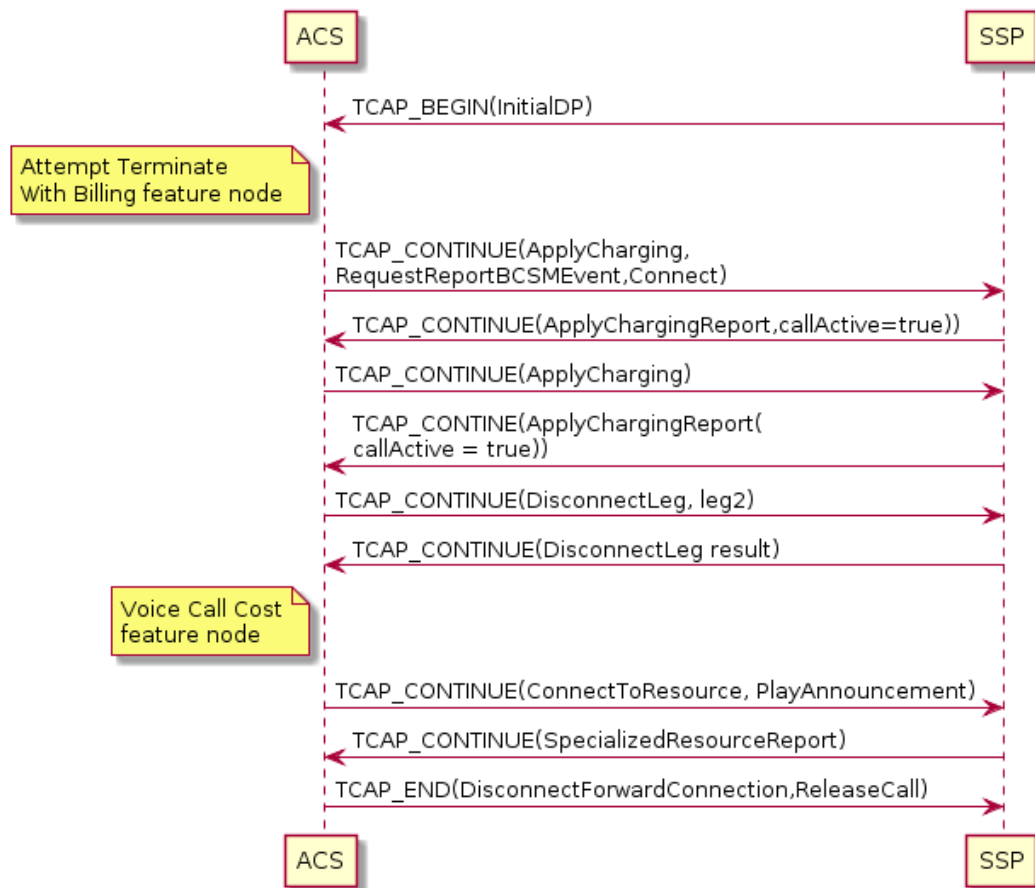 ACS
SSP
TCAP_BEGIN(InitialDP)
Attempt Terminate
With Billing feature node
TCAP_CONTINUE(ApplyCharging,
RequestReportBCSMEvent,Connect)
TCAP_CONTINUE(ApplyChargingReport,callActive=true))
TCAP_CONTINUE(ApplyCharging)
TCAP_CONTINE(ApplyChargingReport(
callActive = true))
TCAP_CONTINUE(DisconnectLeg, leg2)
TCAP_CONTINUE(DisconnectLeg result)
Voice Call Cost
feature node
TCAP_CONTINUE(ConnectToResource, PlayAnnouncement)
TCAP_CONTINUE(SpecializedResourceReport)
TCAP_END(DisconnectForwardConnection,ReleaseCall)
ACS
SSP